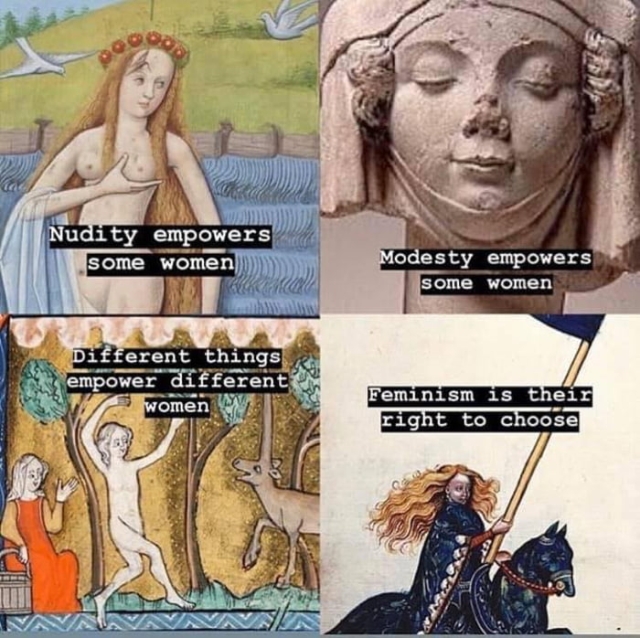 Nudity empowers
some women
Modesty empowers
some women
Different things
empower different
women
Feminism is their
right to choose